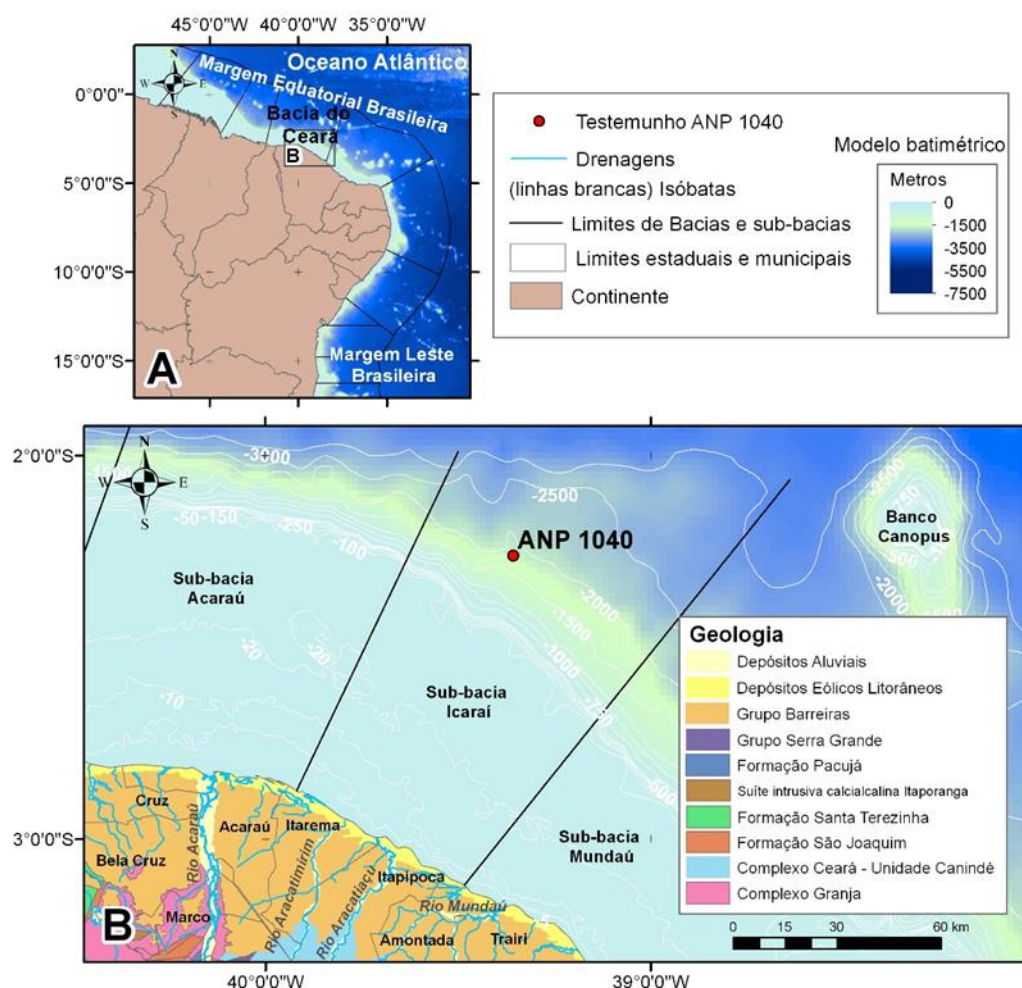 45°0'0"W 40°0'0"W 35°0'0"W
0°0'0"
5°0'0"S
10°0'0"S
15°0'0"S
N
W E
S
Oceano Atlântico
Margem Equatorial Brasileira
Bacia do
Ceará
B
Margem Leste
Brasileira
A
Testemunho ANP 1040
Drenagens
(linhas brancas) Isóbatas
Limites de Bacias e sub-bacias
Limites estaduais e municipais
Continente
Modelo batimétrico
Metros
0
-1500
-3500
-5500
-7500
2°0'0"S
3°0'0"S
N
W E
S
-2500
-50 -150
-250
-100
ANP 1040
-2000
-1500
-1000
-750
-500
-20
-20
-10
Banco
Canopus
-2500
-500
-2000
Sub-bacia
Acaraú
Sub-bacia
Icaraí
Sub-bacia
Mundaú
Cruz
Bela Cruz
Rio Acaraú
Acaraú
Itarema
Marco
Rio Aracatimirim
Rio Aracatiaçú
Itapipoca
Rio Mundaú
Amontada
Trairi
B
Geologia
Depósitos Aluviais
Depósitos Eólicos Litorâneos
Grupo Barreiras
Grupo Serra Grande
Formação Pacujá
Suíte intrusiva calcialcalina Itaporanga
Formação Santa Terezinha
Formação São Joaquim
Complexo Ceará - Unidade Canindé
Complexo Granja
0 15 30 60 km
40°0'0"W 39°0'0"W